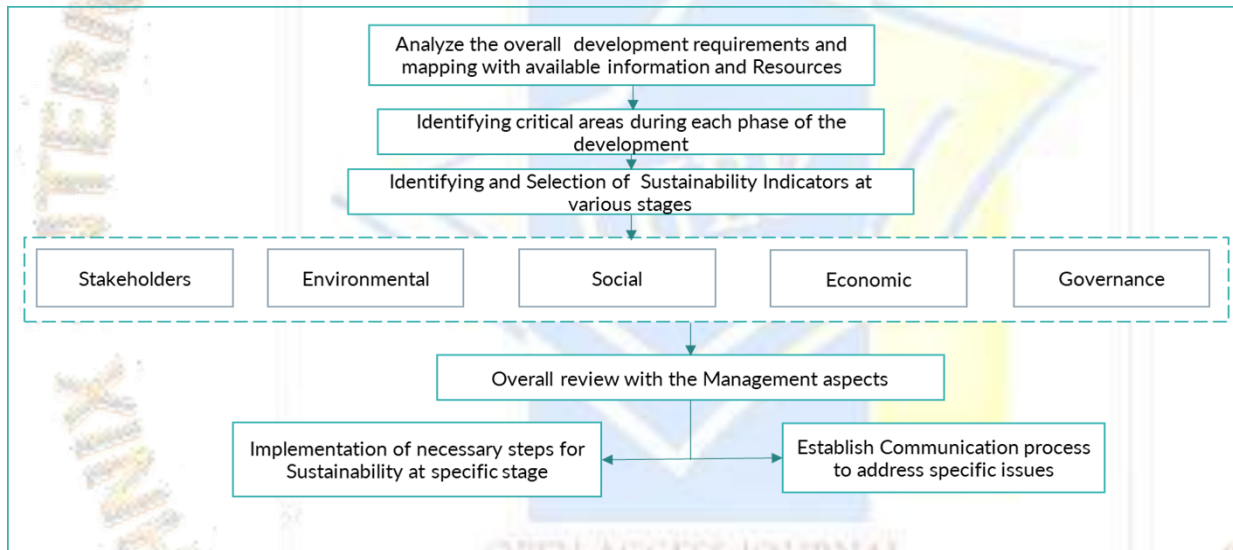 Analyze the overall development requirements and
mapping with available information and Resources
Identifying critical areas during each phase of the
development
Identifying and Selection of Sustainability Indicators at
various stages
Stakeholders
Environmental
Social
Economic
Governance
Overall review with the Management aspects
Implementation of necessary steps for
Sustainability at specific stage
Establish Communication process
to address specific issues
OPEN ACCESS JOURNAL